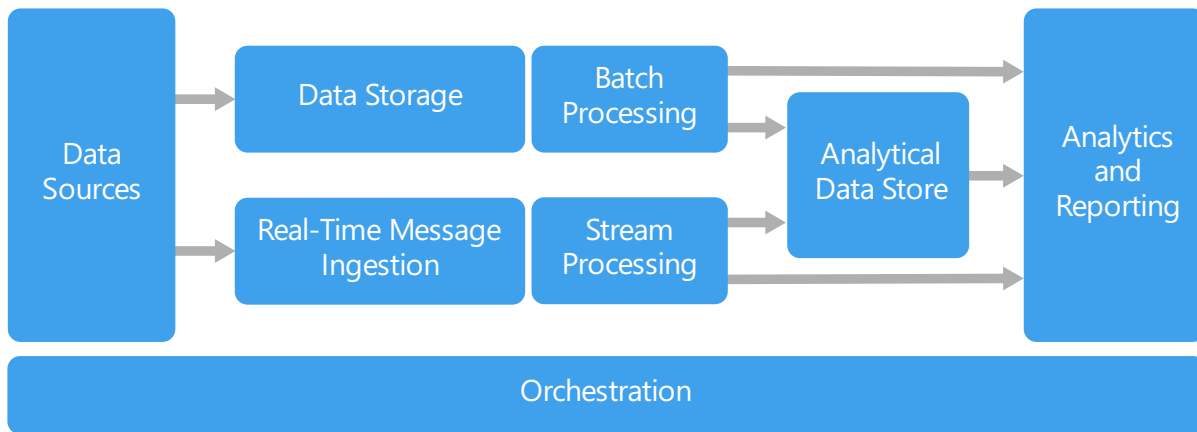 Data
Sources
Data Storage
Batch
Processing
Real-Time Message
Ingestion
Stream
Processing
Analytical
Data Store
Analytics
and
Reporting
Orchestration